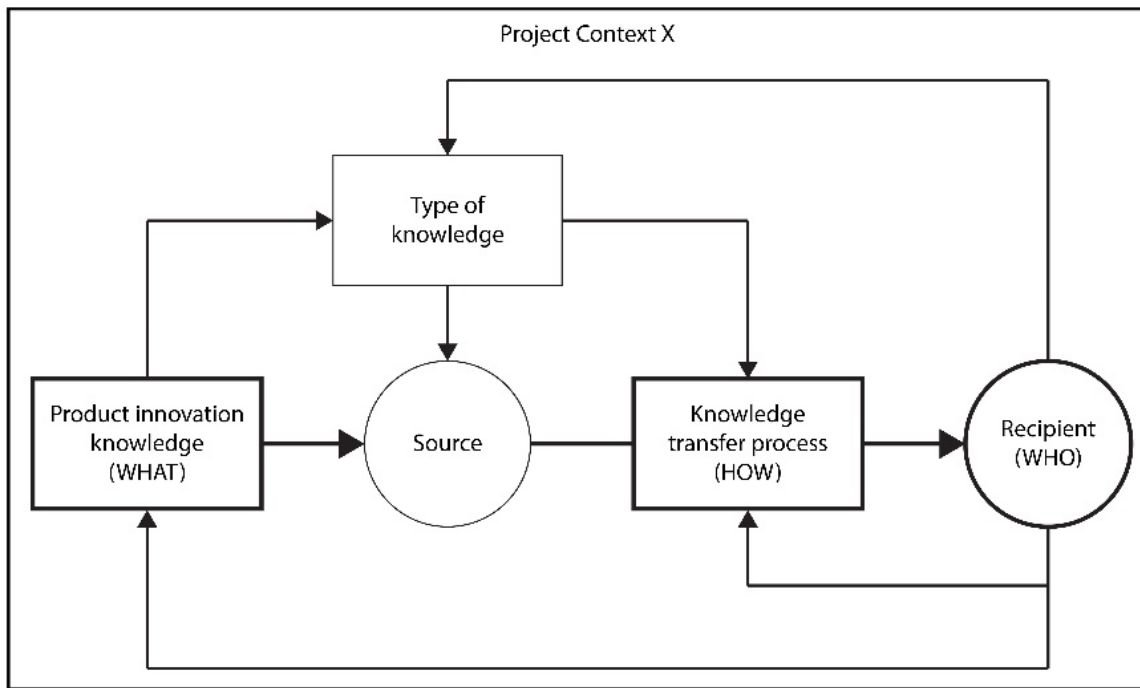 Project Context X
Type of
knowledge
Product innovation
knowledge
(WHAT)
Source
Knowledge
transfer process
(HOW)
Recipient
(WHO)